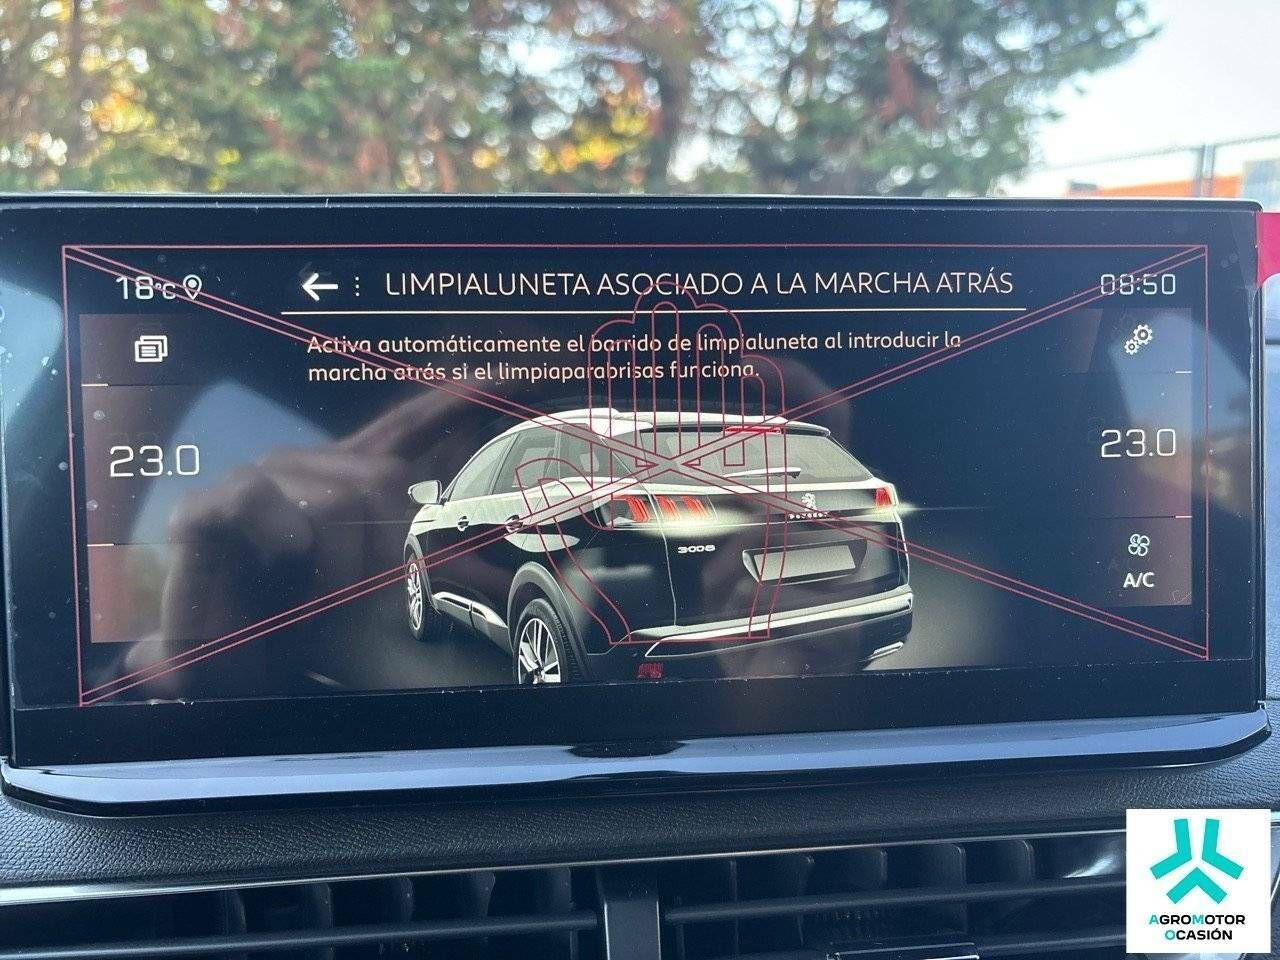 18°C
LIMPIALUNETA ASOCIADO A LA MARCHA ATRÁS
08:50
Activa automáticamente el barrido de limpialuneta al introducir la
marcha atrás si el limpiaparabrisas funciona.
23.0
23.0
3008
A/C
AGROMOTOR
OCASIÓN